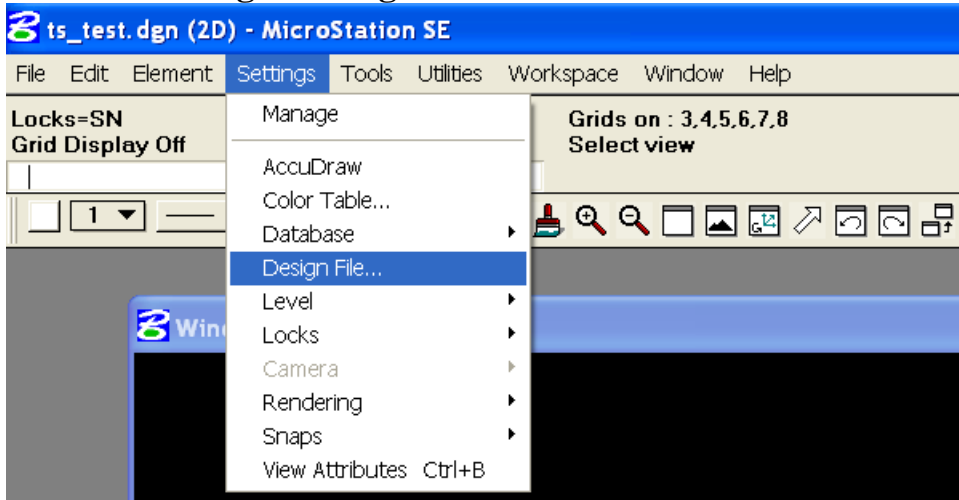 ts_test.dgn (2D) - MicroStation SE
File Edit Element Settings Tools Utilities Workspace Window Help
Locks=SN
Grid Display Off
Grids on : 3,4,5,6,7,8
Select view
1
Manage
AccuDraw
Color Table...
Database
Design File...
Level
Locks
Camera
Rendering
Snaps
View Attributes Ctrl+B